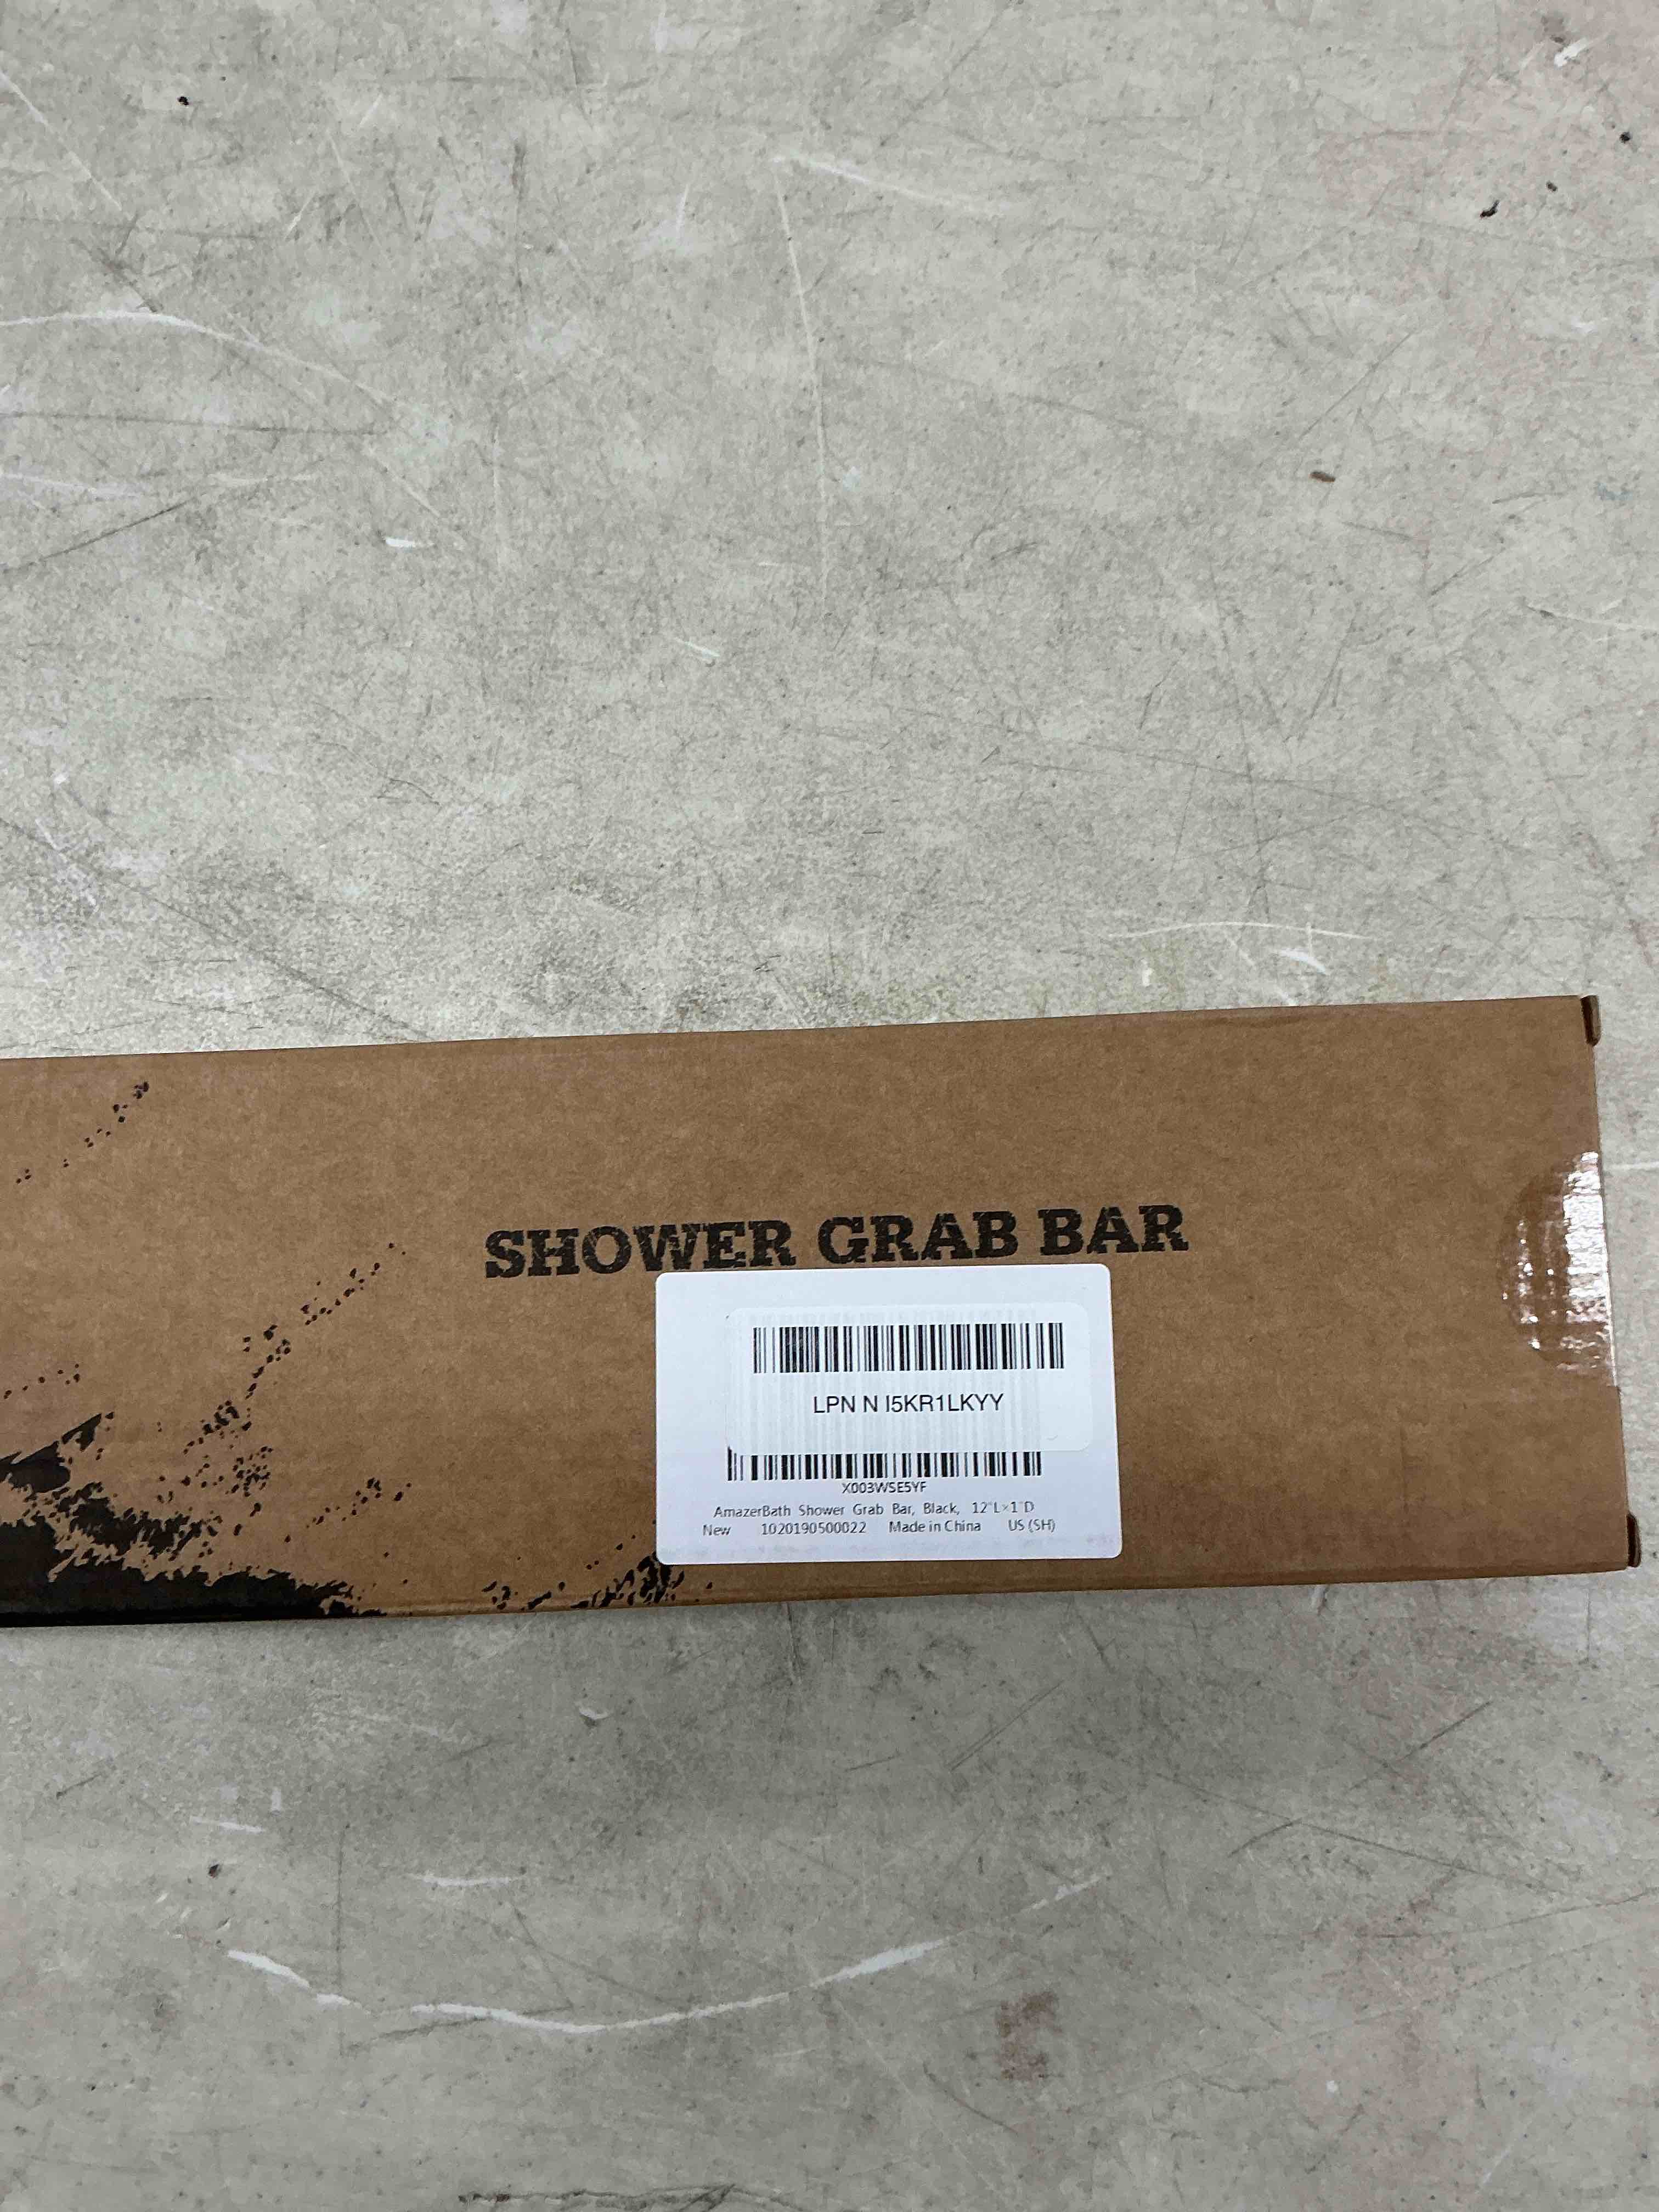 SHOWER GRAB BAR
LPN N I5KR1LKYY
X003WSE5YF
AmazerBath Shower Grab Bar, Black, 12"L×1"D
New 1020190500022 Made in China US (SH)